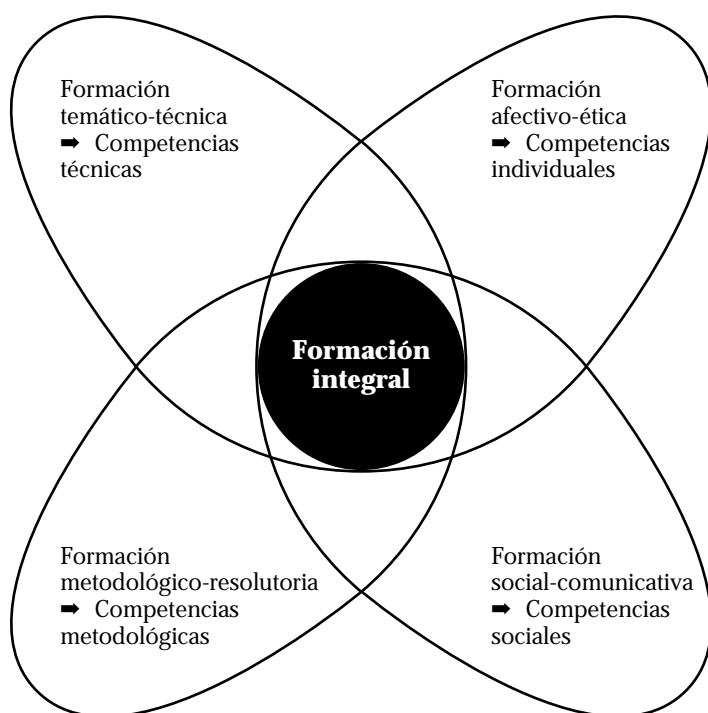 Formación
temático-técnica
➡ Competencias
técnicas
Formación
afectivo-ética
➡ Competencias
individuales
Formación
integral
Formación
metodológico-resolutoria
➡ Competencias
metodológicas
Formación
social-comunicativa
➡ Competencias
sociales